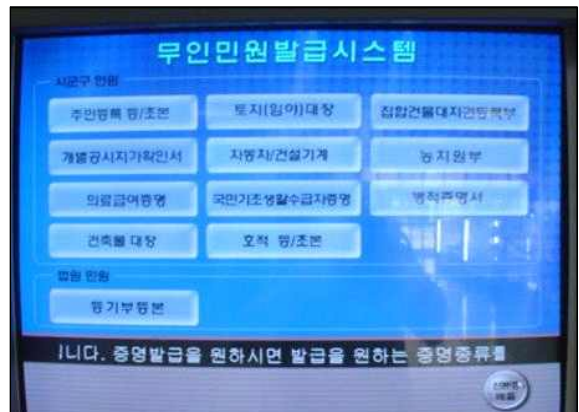 무인민원발급시스템
시군구 민원
주민등록 등/초본 토지(임야)대장 집합건물대지권등록부
개별공시지가확인서 자동차/건설기계 농지원부
의료급여증명 국민기초생활수급자증명 병적증명서
건축물 대장 호적 등/초본
법원 민원
등기부등본
니다. 증명발급을 원하시면 발급을 원하는 증명종류를